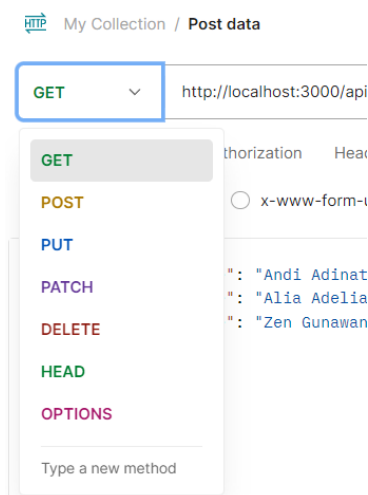 HTTP My Collection / Post data
GET http://localhost:3000/api
GET
POST
PUT
PATCH
DELETE
HEAD
OPTIONS
Type a new method
thorization Head
x-www-form-u
": "Andi Adinat
": "Alia Adelia
": "Zen Gunawan